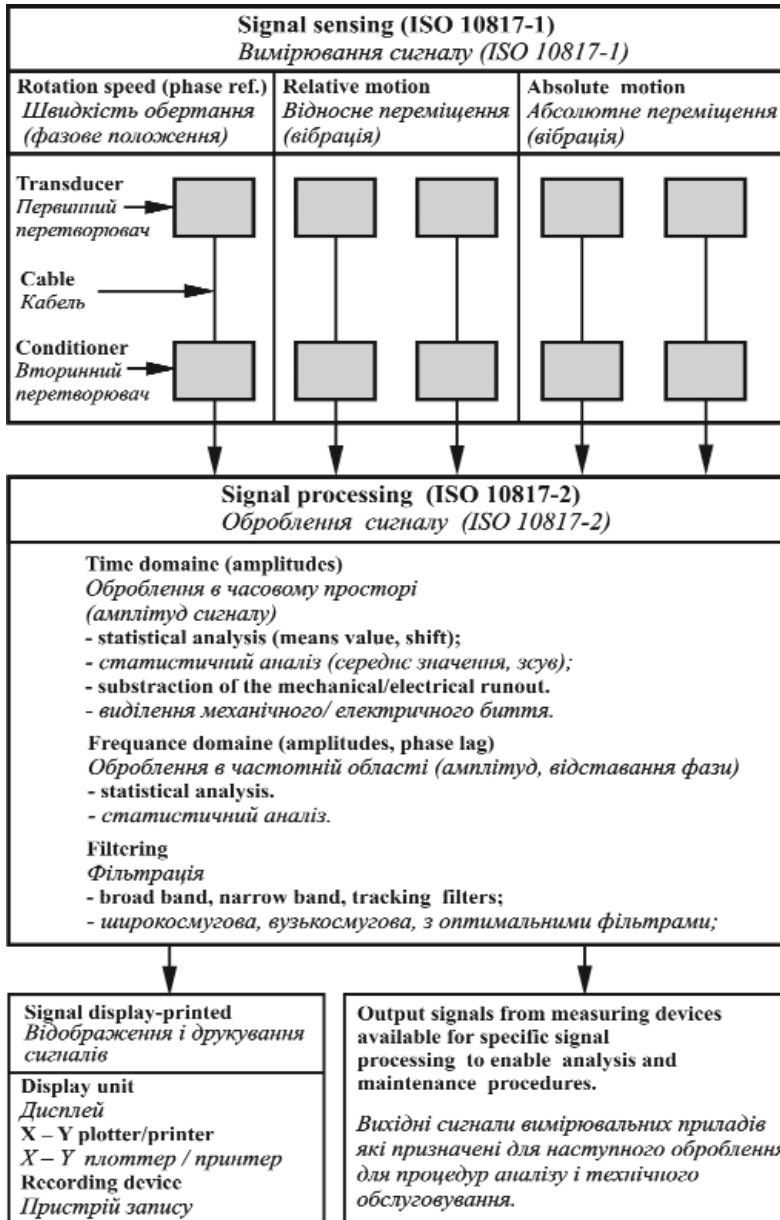 Signal sensing (ISO 10817-1)
Вимірювання сигналу (ISO 10817-1)
Rotation speed (phase ref.)
Швидкість обертання
(фазове положення)
Relative motion
Відносне переміщення
(вібрація)
Absolute motion
Абсолютне переміщення
(вібрація)
Transducer
Первинний
перетворювач
Cable
Кабель
Conditioner
Вторинний
перетворювач
Signal processing (ISO 10817-2)
Оброблення сигналу (ISO 10817-2)
Time domaine (amplitudes)
Оброблення в часовому просторі
(амплітуд сигналу)
- statistical analysis (means value, shift);
- статистичний аналіз (середнє значення, зсув);
- substraction of the mechanical/electrical runout.
- виділення механічного/ електричного биття.
Frequance domaine (amplitudes, phase lag)
Оброблення в частотній області (амплітуд, відставання фази)
- statistical analysis.
- статистичний аналіз.
Filtering
Фільтрація
- broad band, narrow band, tracking filters;
- широкосмугова, вузькосмугова, з оптимальними фільтрами;
Signal display-printed
Відображення і друкування
сигналів
Display unit
Дисплей
X – Y plotter/printer
X – Y плоттер / принтер
Recording device
Пристрій запису
Output signals from measuring devices
available for specific signal
processing to enable analysis and
maintenance procedures.
Вихідні сигнали вимірювальних приладів
які призначені для наступного оброблення
для процедур аналізу і технічного
обслуговування.